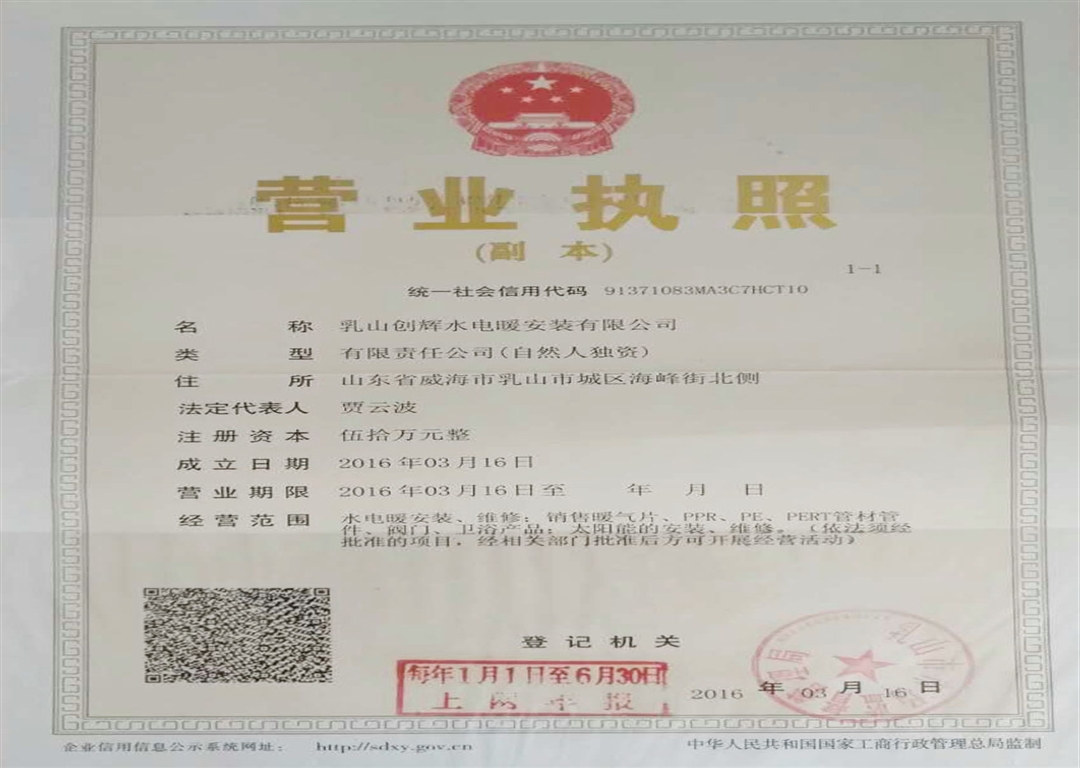 营业执照
(副 本)
1-1
统一社会信用代码 91371083MA3C7HCT10
名称 乳山创辉水电暖安装有限公司
类型 有限责任公司(自然人独资)
住所 山东省威海市乳山市城区海峰街北侧
法定代表人 贾云波
注册资本 伍拾万元整
成立日期 2016年03月16日
营业期限 2016年03月16日至 年 月 日
经营范围 水电暖安装、维修；销售暖气片、PPR、PE、PERT管材管
件、阀门、卫浴产品；太阳能的安装、维修。（依法须经
批准的项目，经相关部门批准后方可开展经营活动）
登记机关
每年1月1日至6月30日
上网年报
2016 年 03 月 16 日
企业信用信息公示系统网址： http://sdxy.gov.cn
中华人民共和国国家工商行政管理总局监制